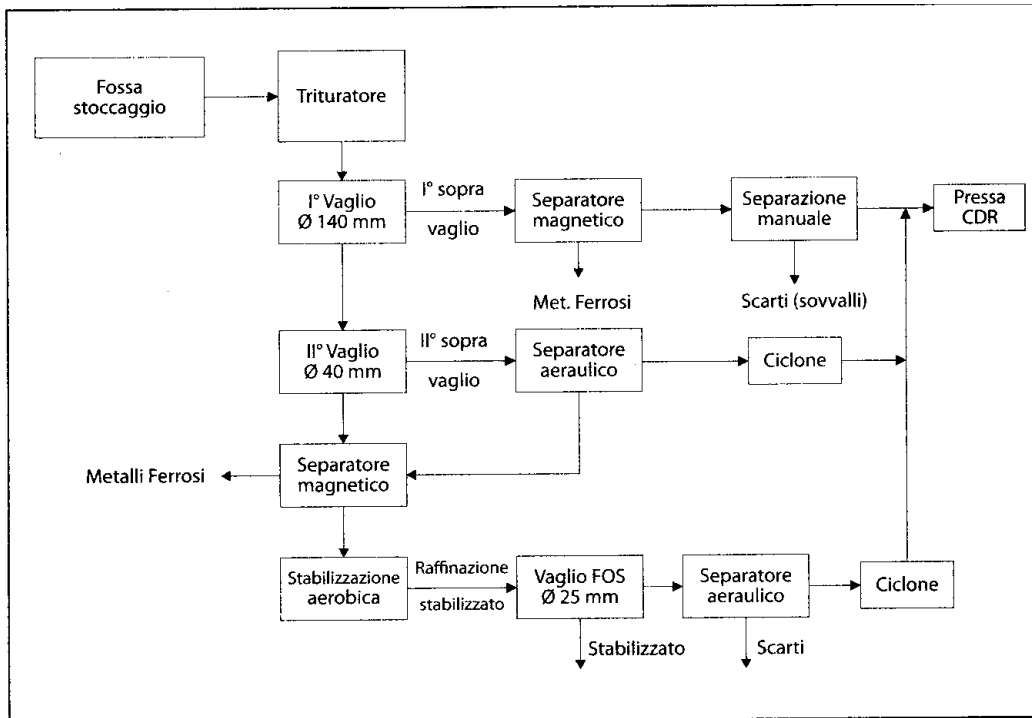 Fossa
stoccaggio
Trituratore
I° Vaglio
Ø 140 mm
I° sopra
vaglio
Separatore
magnetico
Separazione
manuale
Pressa
CDR
Met. Ferrosi
Scarti (sovvalli)
II° Vaglio
Ø 40 mm
II° sopra
vaglio
Separatore
aeraulico
Ciclone
Metalli Ferrosi
Separatore
magnetico
Stabilizzazione
aerobica
Raffinazione
stabilizzato
Vaglio FOS
Ø 25 mm
Separatore
aeraulico
Ciclone
Stabilizzato
Scarti